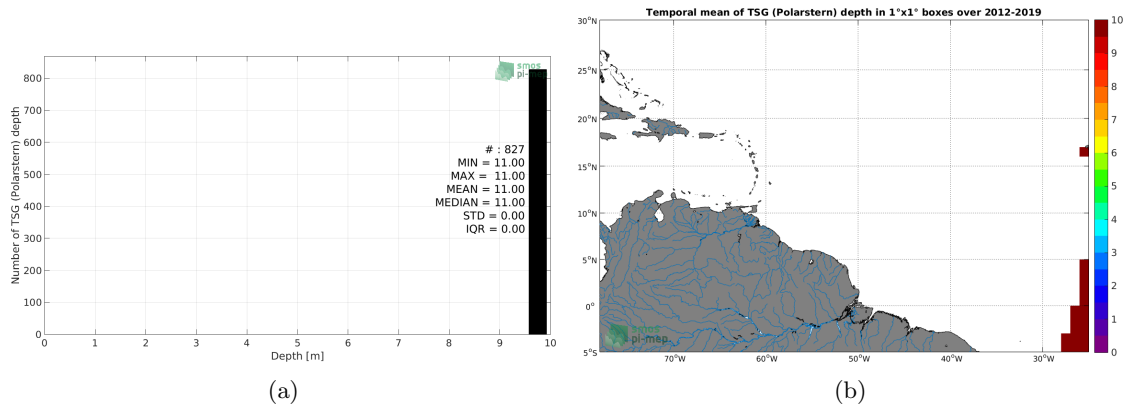 smos
pi-mep
Number of TSG (Polarstern) depth
800
700
600
500
400
300
200
100
0
# : 827
MIN = 11.00
MAX = 11.00
MEAN = 11.00
MEDIAN = 11.00
STD = 0.00
IQR = 0.00
0 1 2 3 4 5 6 7 8 9 10
Depth [m]
(a)
Temporal mean of TSG (Polarstern) depth in 1°x1° boxes over 2012-2019
30°N
25°N
20°N
15°N
10°N
5°N
0°
5°S
smos
pi-mep
70°W 60°W 50°W 40°W 30°W
10
9
8
7
6
5
4
3
2
1
0
(b)